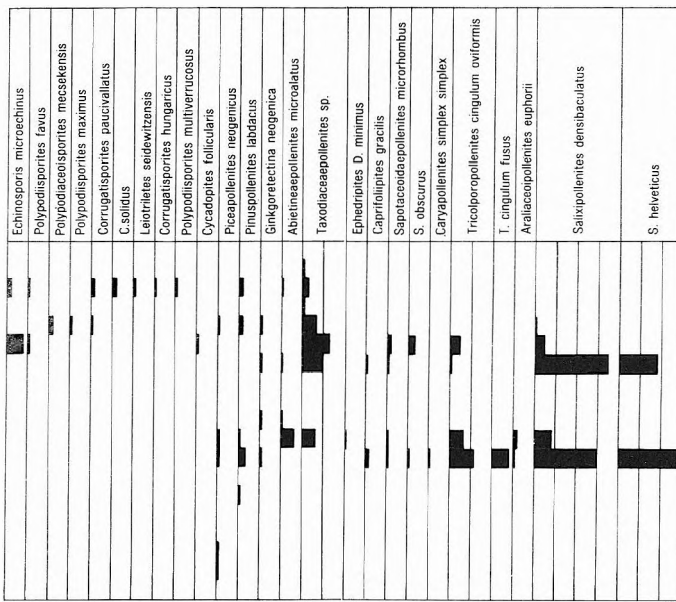 Echinosporis microechinus
Polypodiisporites favus
Polypodiaceoisporites mecsekensis
Polypodiisporites maximus
Corrugatisporites paucivallatus
C.solidus
Leiotriletes seidewitzensis
Corrugatisporites hungaricus
Polypodiisporites multiverrucosus
Cycadopites follicularis
Piceapollenites neogenicus
Pinuspollenites labdacus
Ginkgoretectina neogenica
Abietineaepollenites microalatus
Taxodiaceaepollenites sp.
Ephedripites D. minimus
Caprifoliipites gracilis
Sapotaceoidaepollenites microrhombus
S. obscurus
Caryapollenites simplex simplex
Tricolporopollenites cingulum oviformis
T. cingulum fusus
Araliaceoipollenites euphorii
Salixipollenites densibaculatus
S. helveticus